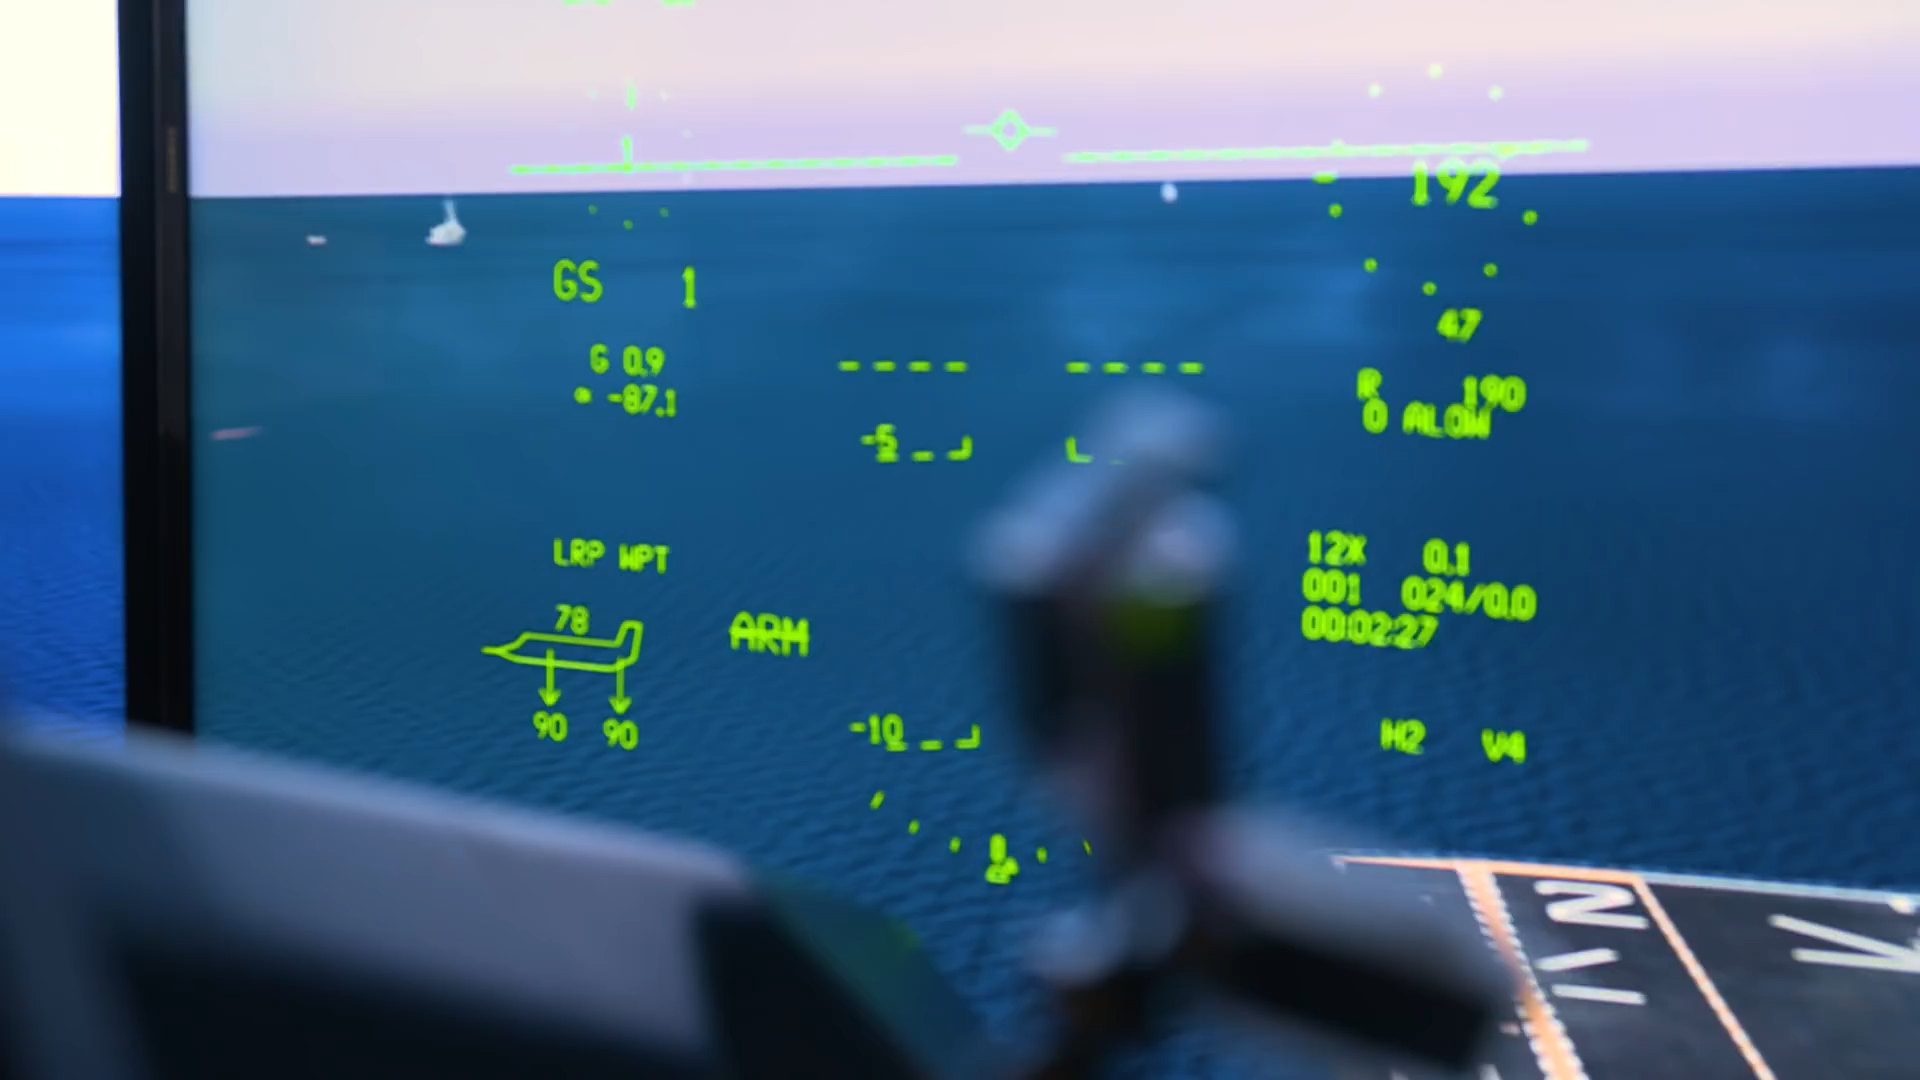 192
GS 1
47
G 0.9
-87.1
R 190
0 ALOW
-5
LRP WPT
12X 0.1
001 024/0.0
00:02:27
78
ARM
90 90
-10
H2 V4